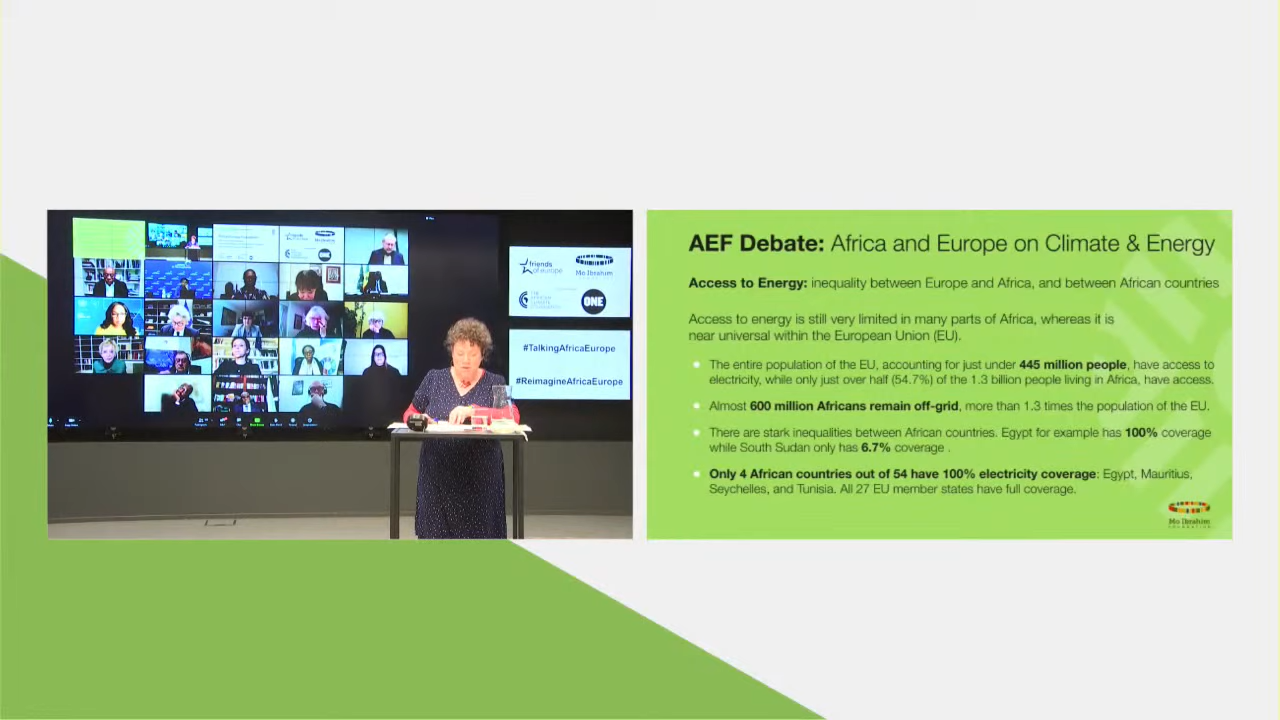 friends
of europe
Mo Ibrahim
THE
AFRICAN
CLIMATE
FOUNDATION
ONE
#TalkingAfricaEurope
#ReimagineAfricaEurope
AEF Debate: Africa and Europe on Climate & Energy
Access to Energy: inequality between Europe and Africa, and between African countries
Access to energy is still very limited in many parts of Africa, whereas it is
near universal within the European Union (EU).
The entire population of the EU, accounting for just under 445 million people, have access to
electricity, while only just over half (54.7%) of the 1.3 billion people living in Africa, have access.
Almost 600 million Africans remain off-grid, more than 1.3 times the population of the EU.
There are stark inequalities between African countries. Egypt for example has 100% coverage
while South Sudan only has 6.7% coverage .
Only 4 African countries out of 54 have 100% electricity coverage: Egypt, Mauritius,
Seychelles, and Tunisia. All 27 EU member states have full coverage.
Mo Ibrahim
FOUNDATION